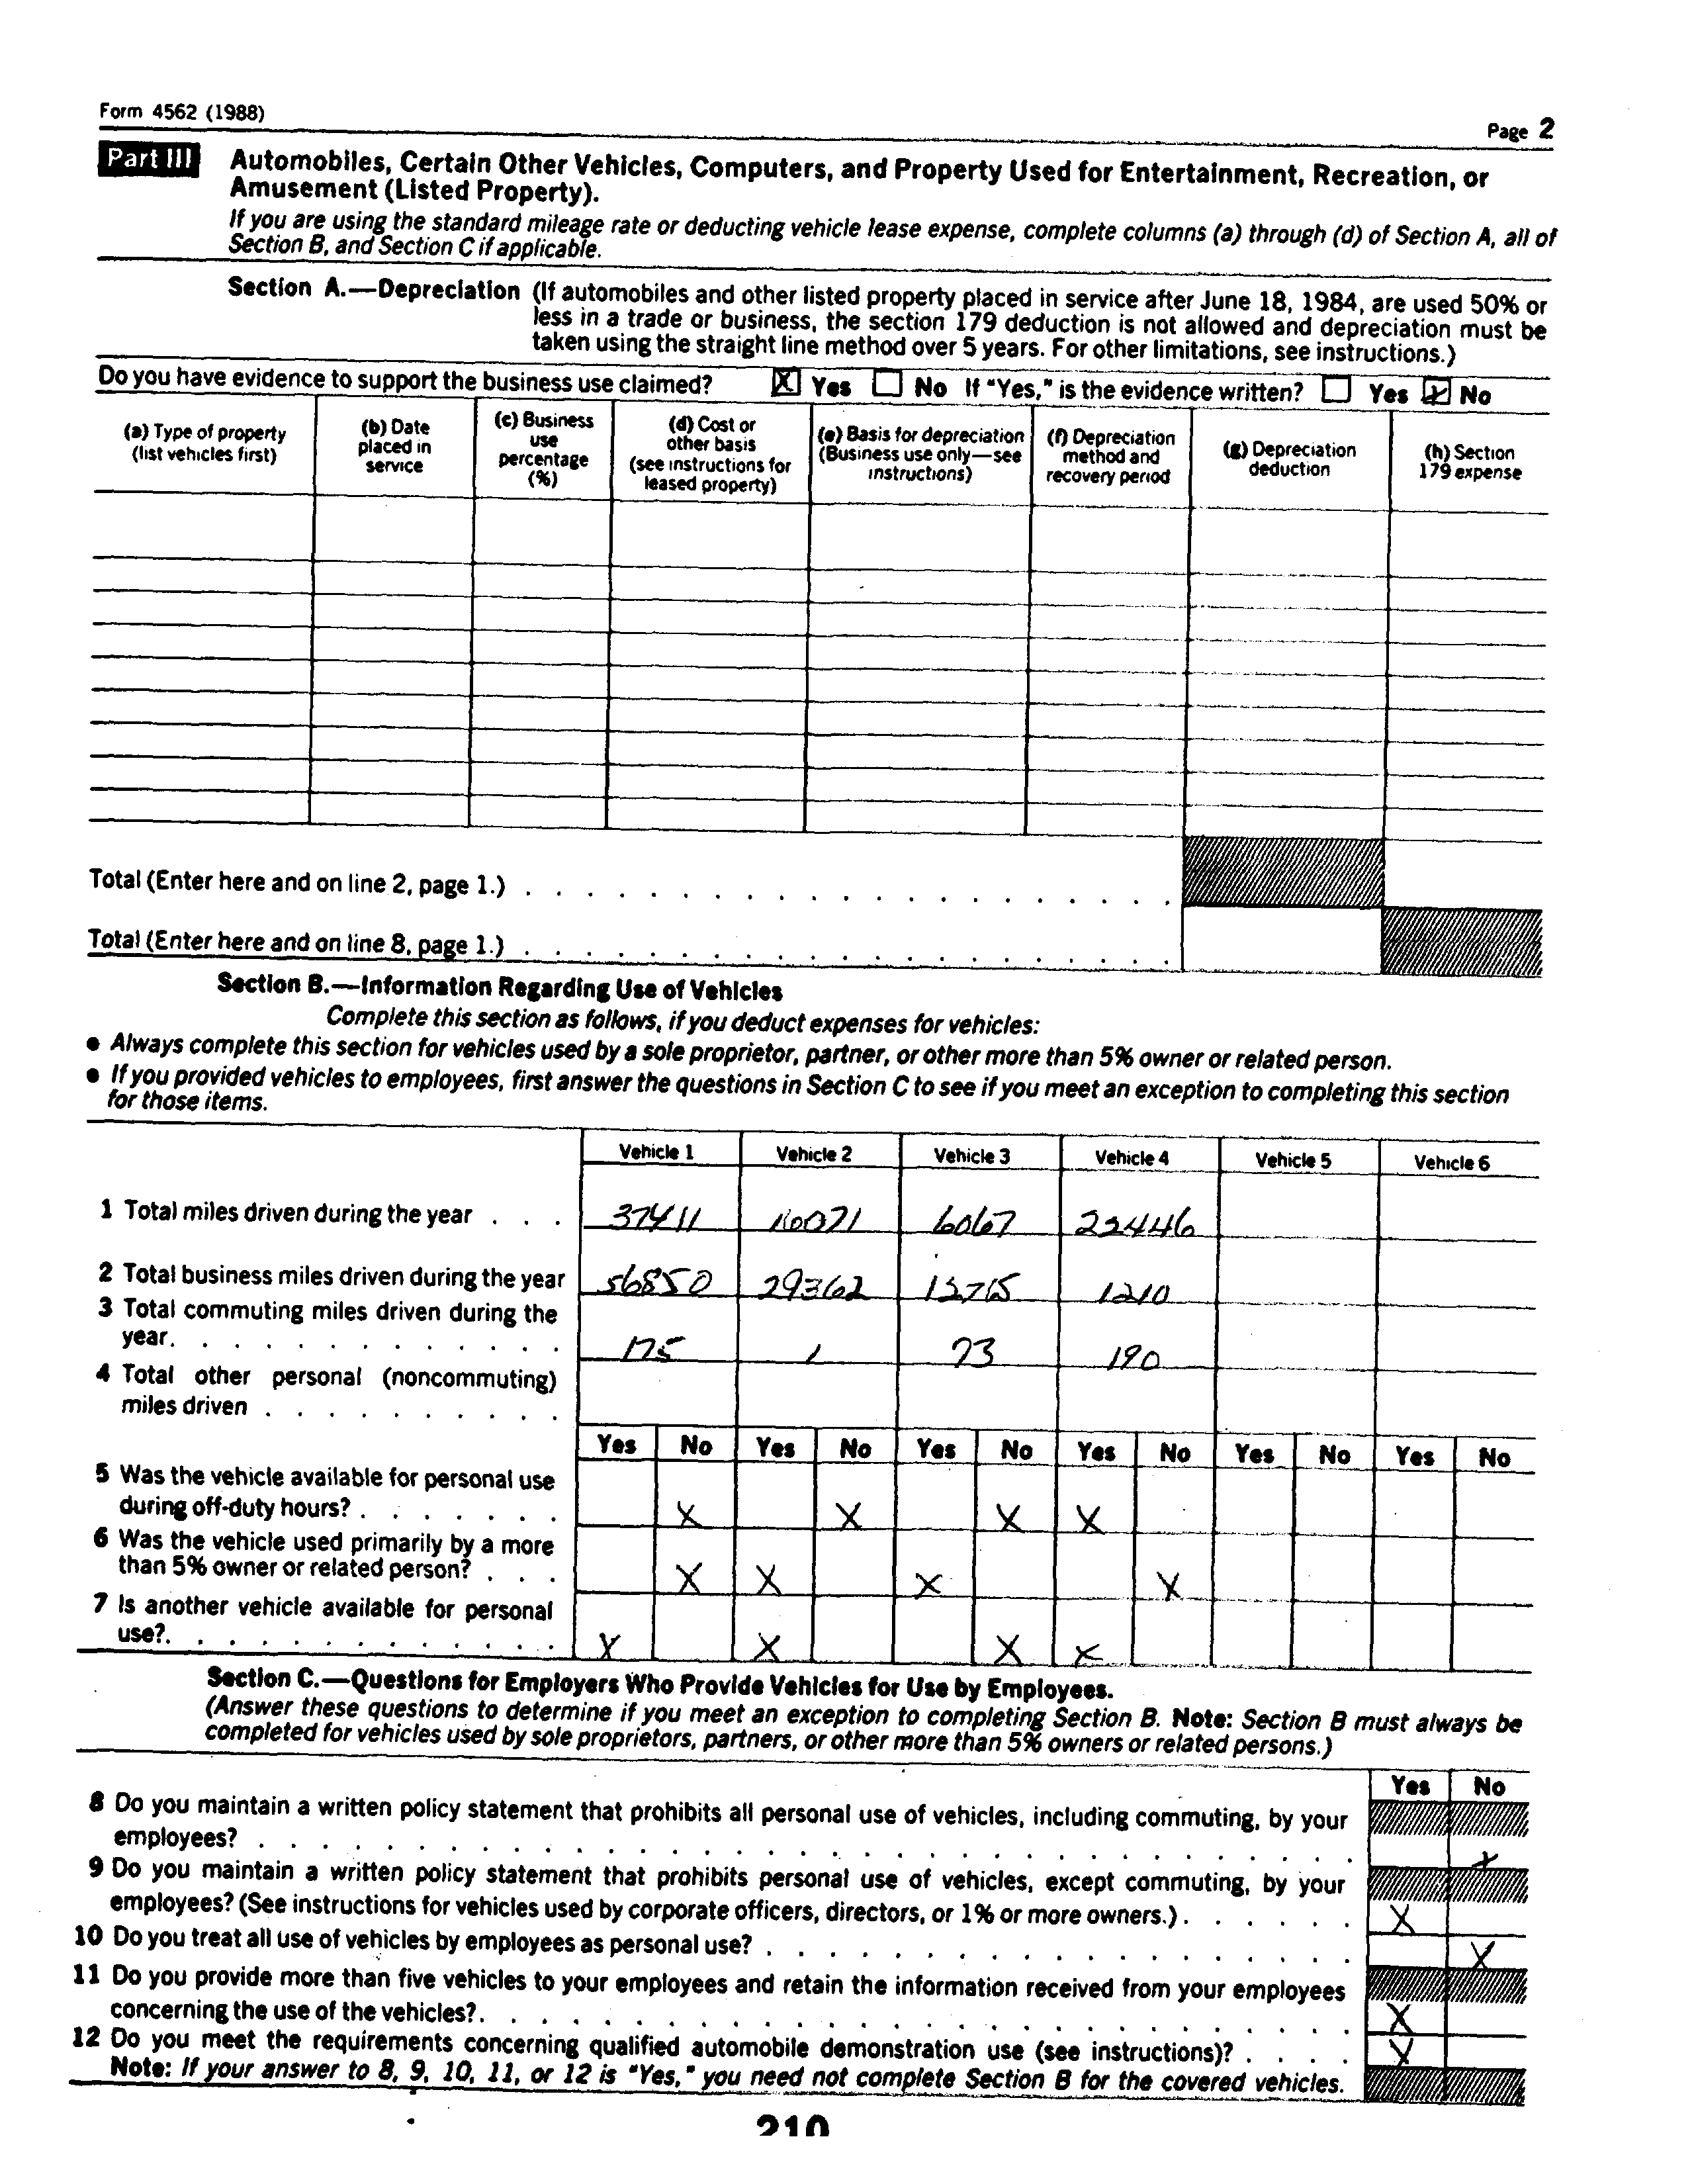 Form 4562 (1988)
Page 2
Part III Automobiles, Certain Other Vehicles, Computers, and Property Used for Entertainment, Recreation, or
Amusement (Listed Property).
If you are using the standard mileage rate or deducting vehicle lease expense, complete columns (a) through (d) of Section A, all of
Section B, and Section C if applicable.
Section A.—Depreciation (If automobiles and other listed property placed in service after June 18, 1984, are used 50% or
less in a trade or business, the section 179 deduction is not allowed and depreciation must be
taken using the straight line method over 5 years. For other limitations, see instructions.)
Do you have evidence to support the business use claimed? X Yes No If "Yes," is the evidence written? Yes X No
(a) Type of property
(list vehicles first)
(b) Date
placed in
service
(c) Business
use
percentage
(%)
(d) Cost or
other basis
(see instructions for
leased property)
(e) Basis for depreciation
(Business use only—see
instructions)
(f) Depreciation
method and
recovery period
(g) Depreciation
deduction
(h) Section
179 expense
Total (Enter here and on line 2, page 1.)
Total (Enter here and on line 8, page 1.)
Section B.—Information Regarding Use of Vehicles
Complete this section as follows, if you deduct expenses for vehicles:
● Always complete this section for vehicles used by a sole proprietor, partner, or other more than 5% owner or related person.
● If you provided vehicles to employees, first answer the questions in Section C to see if you meet an exception to completing this section
for those items.
Vehicle 1 Vehicle 2 Vehicle 3 Vehicle 4 Vehicle 5 Vehicle 6
1 Total miles driven during the year . . . 37411 6067 22446
2 Total business miles driven during the year 56850 29362 1210
3 Total commuting miles driven during the
year. . . . . . . . . . . . . 175 1 73 190
4 Total other personal (noncommuting)
miles driven . . . . . . . . . .
Yes No Yes No Yes No Yes No Yes No Yes No
5 Was the vehicle available for personal use
during off-duty hours? . . . . . . . X X X X
6 Was the vehicle used primarily by a more
than 5% owner or related person? . . . X X X X
7 Is another vehicle available for personal
use?. . . . . . . . . . . . . X X X X
Section C.—Questions for Employers Who Provide Vehicles for Use by Employees.
(Answer these questions to determine if you meet an exception to completing Section B. Note: Section B must always be
completed for vehicles used by sole proprietors, partners, or other more than 5% owners or related persons.)
Yes No
8 Do you maintain a written policy statement that prohibits all personal use of vehicles, including commuting, by your
employees? X
9 Do you maintain a written policy statement that prohibits personal use of vehicles, except commuting, by your
employees? (See instructions for vehicles used by corporate officers, directors, or 1% or more owners.) . . . . . . X
10 Do you treat all use of vehicles by employees as personal use? X
11 Do you provide more than five vehicles to your employees and retain the information received from your employees
concerning the use of the vehicles?. X
12 Do you meet the requirements concerning qualified automobile demonstration use (see instructions)? . . . . X
Note: If your answer to 8, 9, 10, 11, or 12 is "Yes," you need not complete Section B for the covered vehicles.
210